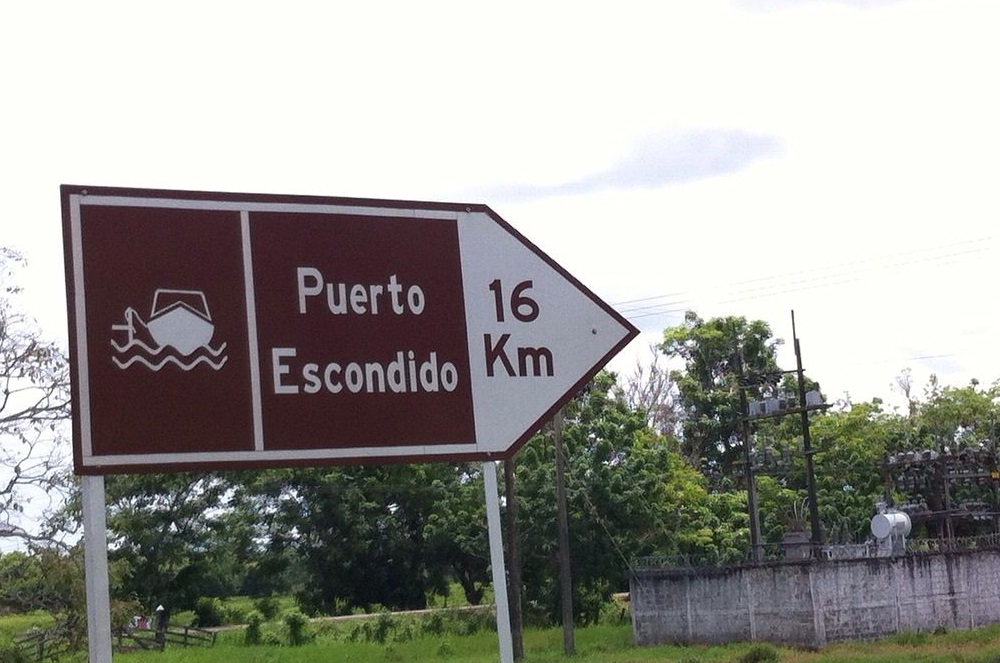 Puerto
Escondido
16
Km